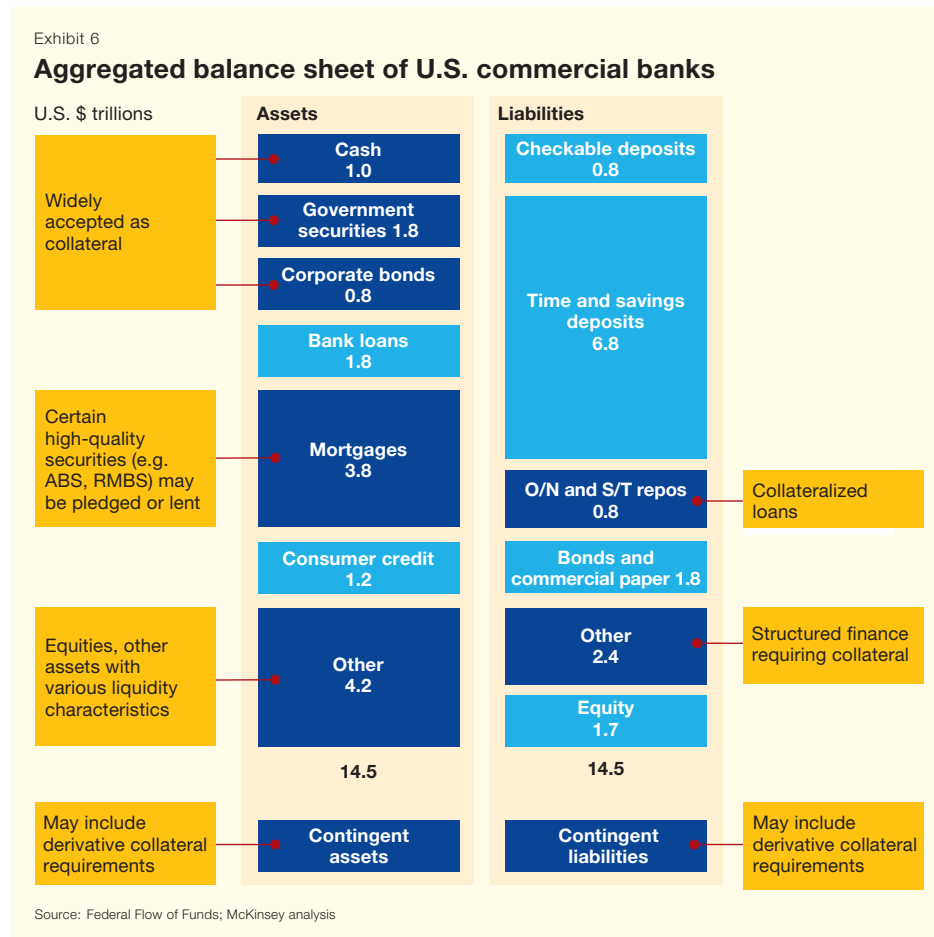 Exhibit 6
Aggregated balance sheet of U.S. commercial banks
U.S. $ trillions
Assets
Liabilities
Widely
accepted as
collateral
Cash
1.0
Government
securities 1.8
Corporate bonds
0.8
Bank loans
1.8
Certain
high-quality
securities (e.g.
ABS, RMBS) may
be pledged or lent
Mortgages
3.8
Consumer credit
1.2
Equities, other
assets with
various liquidity
characteristics
Other
4.2
14.5
May include
derivative collateral
requirements
Contingent
assets
Checkable deposits
0.8
Time and savings
deposits
6.8
O/N and S/T repos
0.8
Collateralized
loans
Bonds and
commercial paper 1.8
Other
2.4
Structured finance
requiring collateral
Equity
1.7
14.5
Contingent
liabilities
May include
derivative collateral
requirements
Source: Federal Flow of Funds; McKinsey analysis